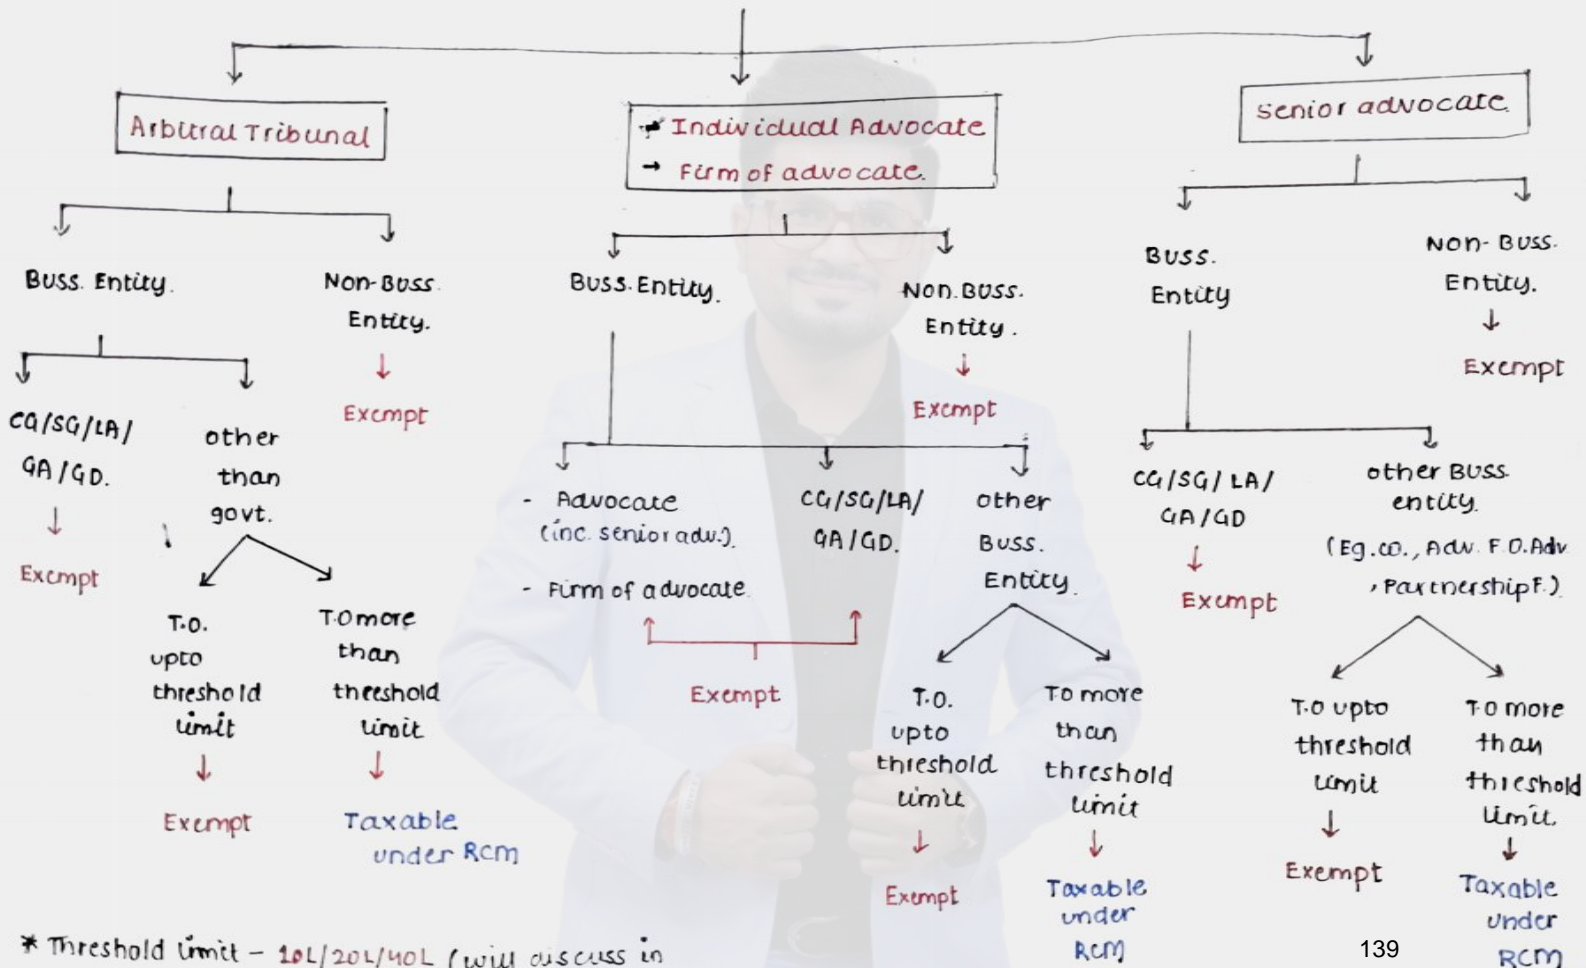 Arbitral Tribunal
→ Individual Advocate
→ Firm of advocate.
Senior advocate.
Buss. Entity.
Non-Buss.
Entity.
↓
Exempt
CG/SG/LA/
GA/GD.
↓
Exempt
other
than
govt.
T.O.
upto
threshold
limit
↓
Exempt
T.O more
than
threshold
limit
↓
Taxable
under RCM
Buss. Entity.
Non. Buss.
Entity.
↓
Exempt
- Advocate
(inc. senior adv.).
- Firm of advocate.
CG/SG/LA/
GA/GD.
Exempt
other
Buss.
Entity.
T.O.
upto
threshold
limit
↓
Exempt
T.O more
than
threshold
limit
↓
Taxable
under
RCM
Buss.
Entity
Non-Buss.
Entity.
↓
Exempt
CG/SG/LA/
GA/GD
↓
Exempt
other Buss.
entity.
(Eg. co., Adv. F.O.Adv
, Partnership F.)
T.O upto
threshold
limit
↓
Exempt
T.O more
than
threshold
limit.
↓
Taxable
under
RCM
* Threshold limit - 10L/20L/40L (will discuss in
139